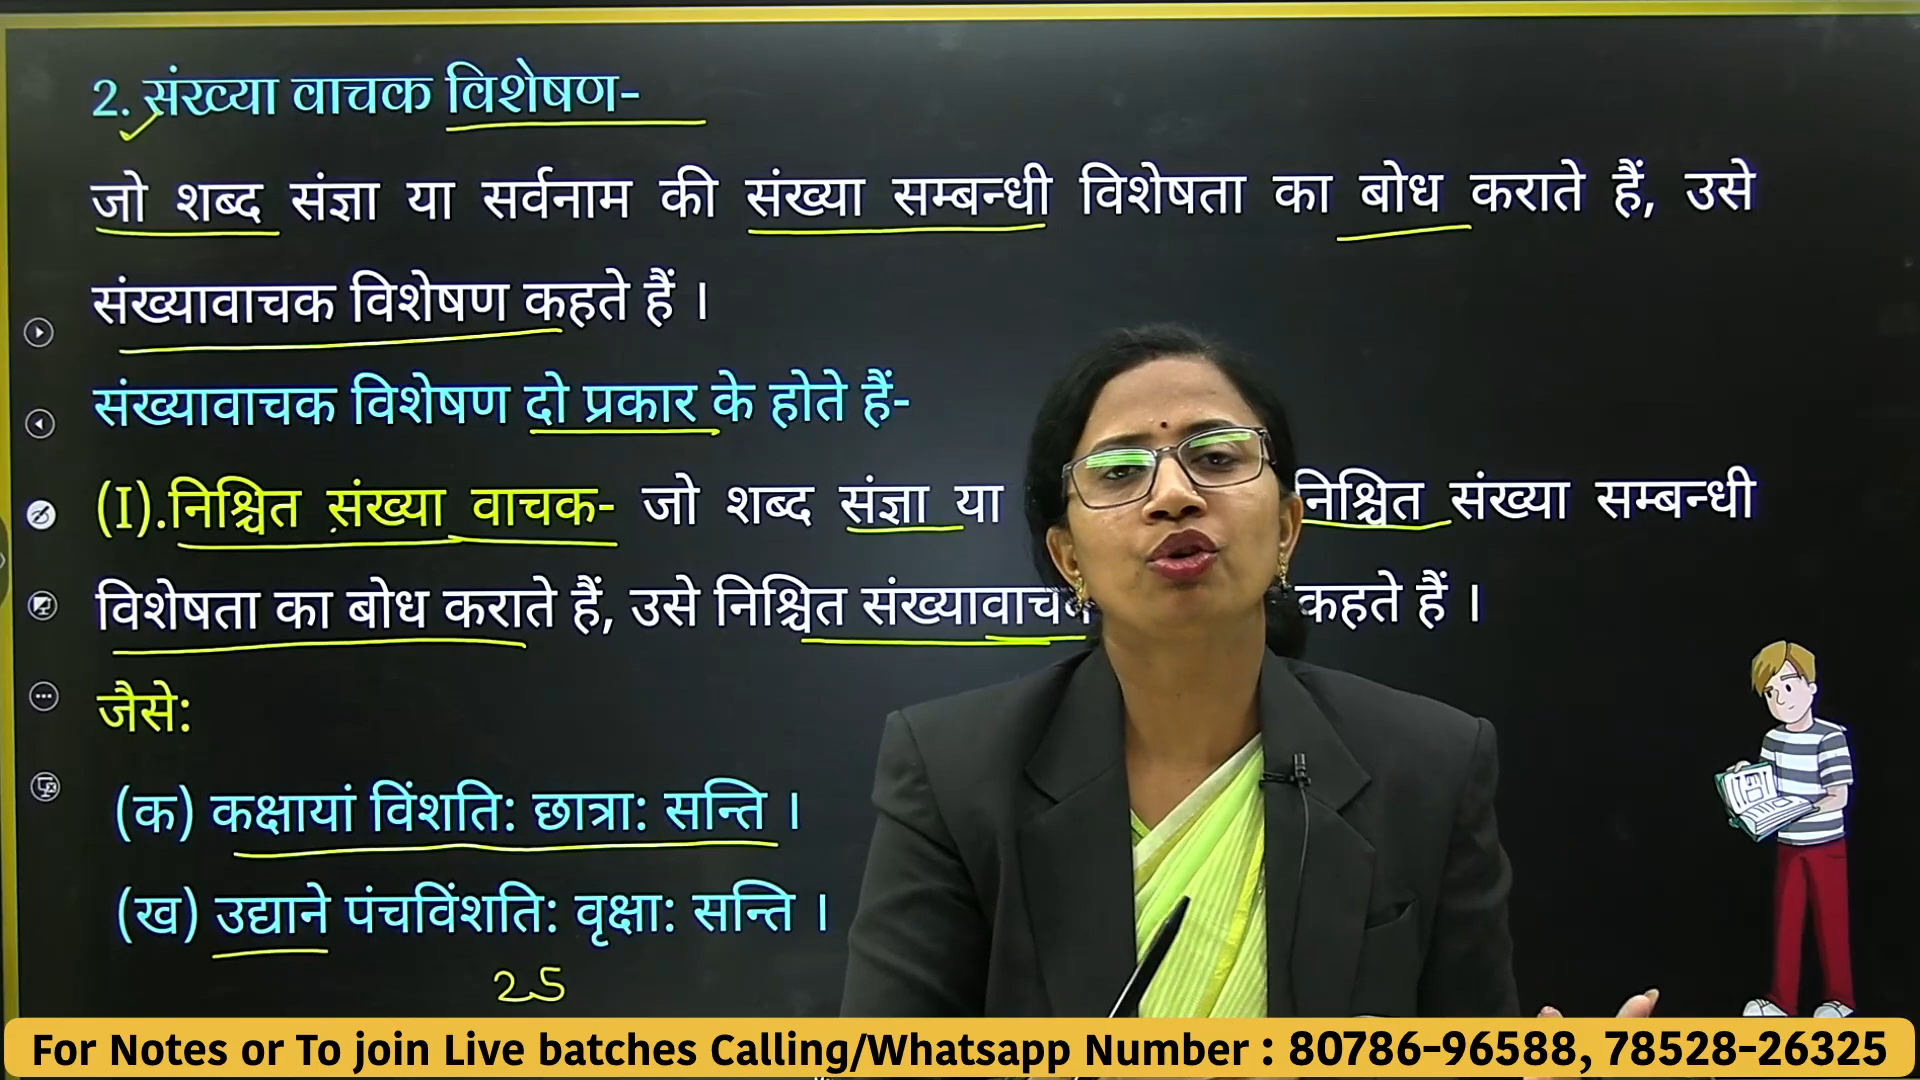 2. संख्या वाचक विशेषण-
जो शब्द संज्ञा या सर्वनाम की संख्या सम्बन्धी विशेषता का बोध कराते हैं, उसे
संख्यावाचक विशेषण कहते हैं ।
संख्यावाचक विशेषण दो प्रकार के होते हैं-
(I).निश्चित संख्या वाचक- जो शब्द संज्ञा या निश्चित संख्या सम्बन्धी
विशेषता का बोध कराते हैं, उसे निश्चित संख्यावाचक कहते हैं ।
जैसे:
(क) कक्षायां विंशति: छात्रा: सन्ति ।
(ख) उद्याने पंचविंशति: वृक्षा: सन्ति ।
25
For Notes or To join Live batches Calling/Whatsapp Number : 80786-96588, 78528-26325